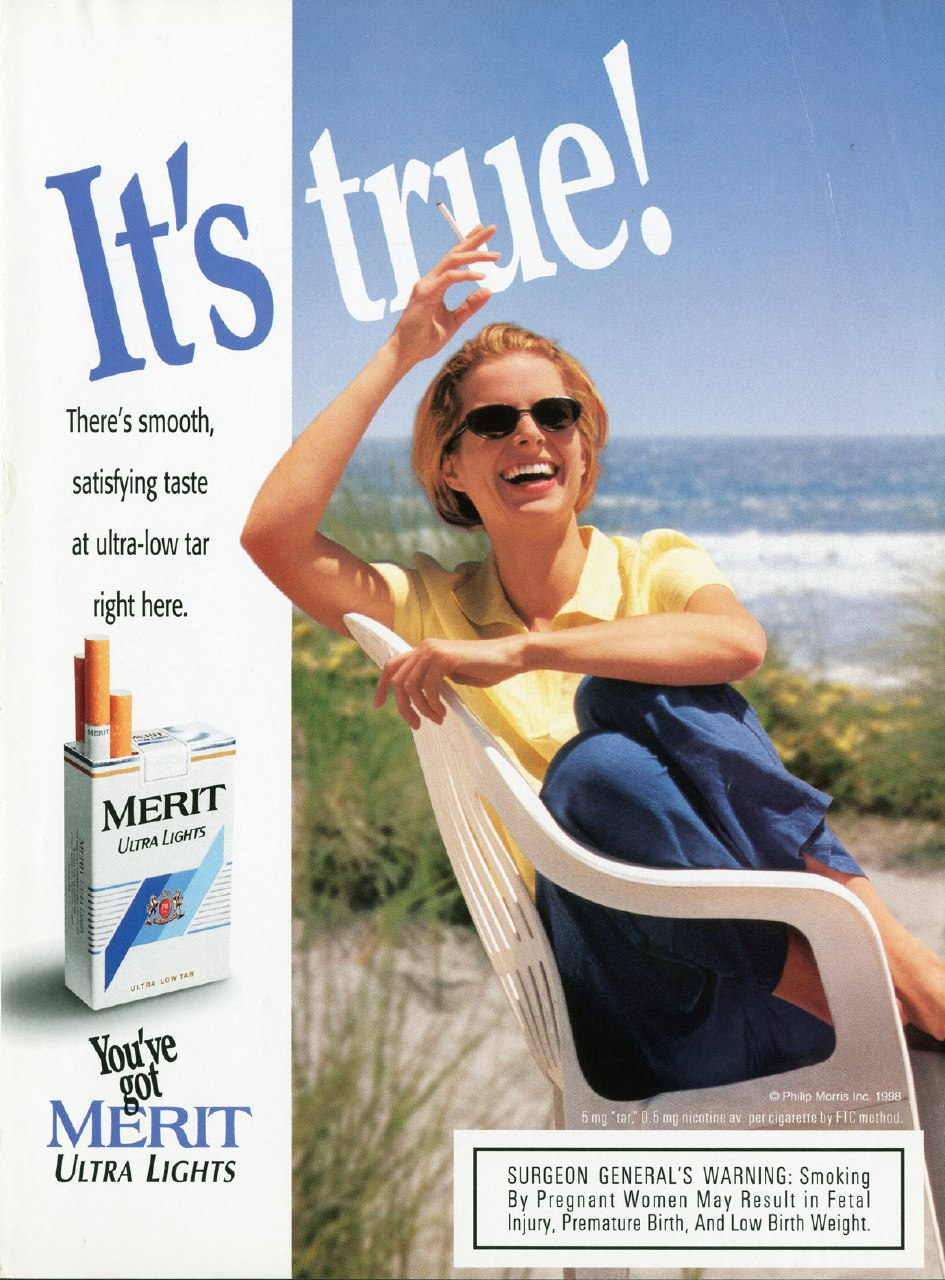 It's true!
There's smooth,
satisfying taste
at ultra-low tar
right here.
MERIT
MERIT
ULTRA LIGHTS
ULTRA LOW TAR
You've
got
MERIT
ULTRA LIGHTS
© Philip Morris Inc. 1998
5 mg "tar," 0.5 mg nicotine av. per cigarette by FTC method.
SURGEON GENERAL'S WARNING: Smoking
By Pregnant Women May Result in Fetal
Injury, Premature Birth, And Low Birth Weight.